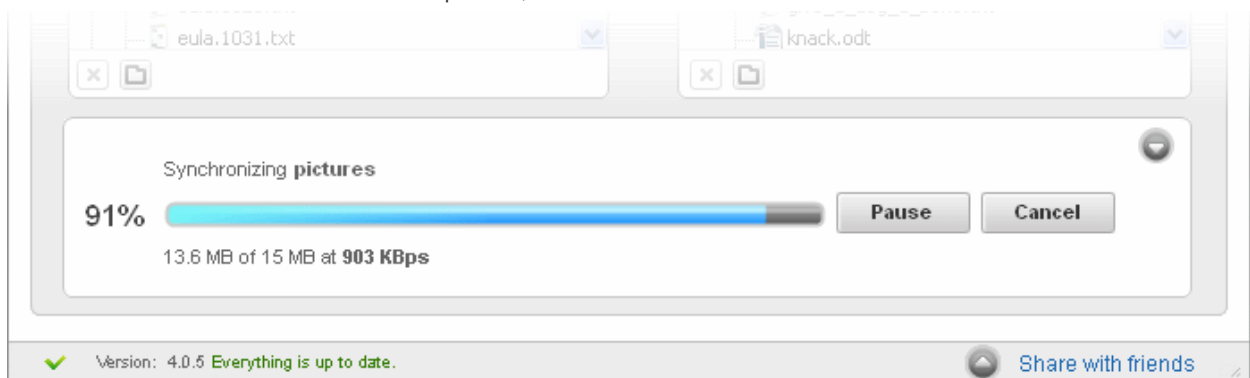 eula.1031.txt
knack.odt
Synchronizing pictures
91%
Pause
Cancel
13.6 MB of 15 MB at 903 KBps
Version: 4.0.5 Everything is up to date.
Share with friends